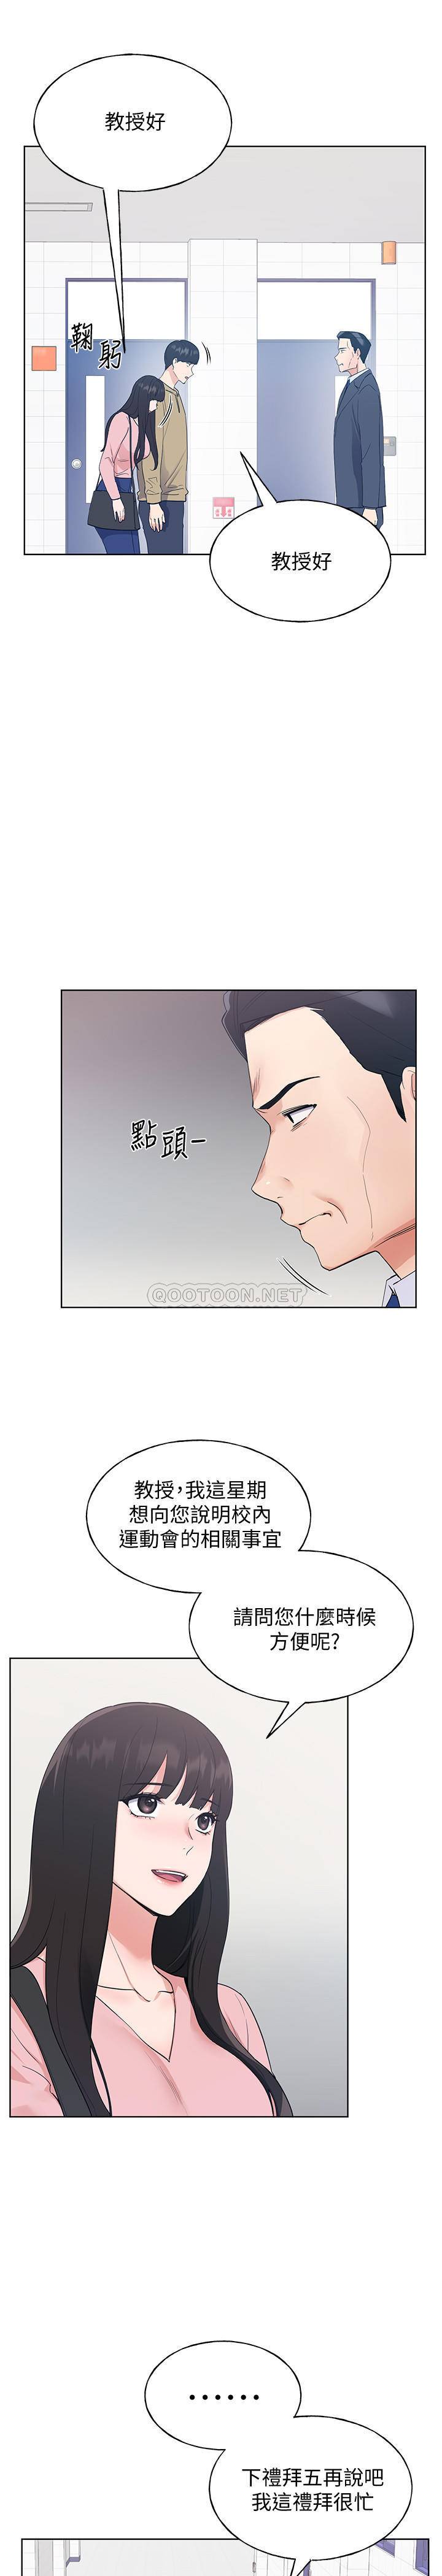 教授好
鞠躬
教授好
點頭-
QOOTOON.NET
教授，我這星期
想向您說明校內
運動會的相關事宜
請問您什麼時候
方便呢?
······
下禮拜五再說吧
我這禮拜很忙